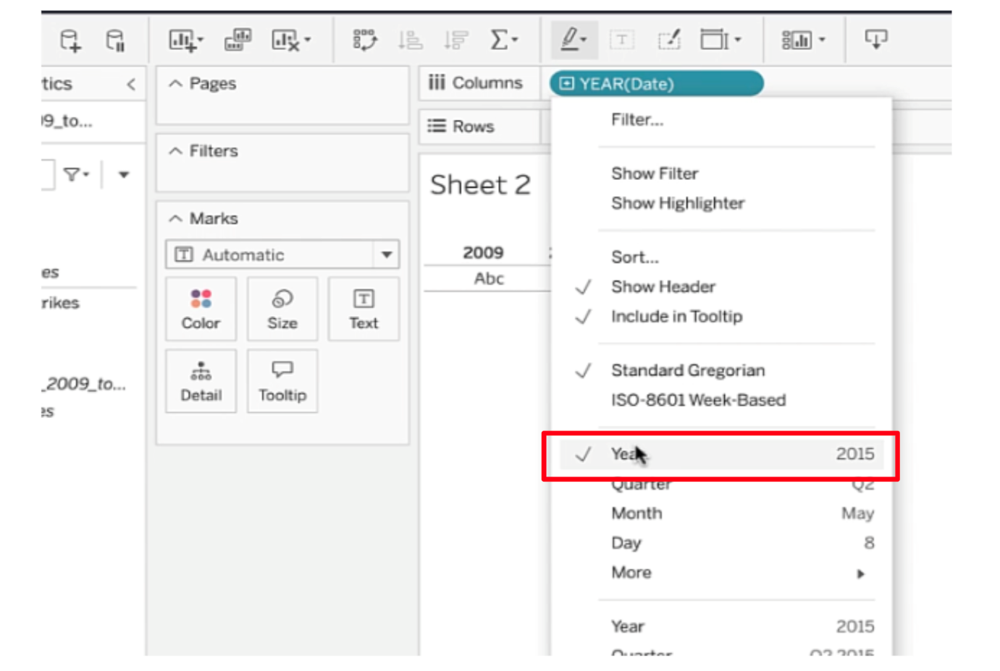 tics <
Pages
Columns
YEAR(Date)
9_to...
Rows
Filters
Sheet 2
Marks
Automatic
2009
Abc
es
rikes
Color
Size
Text
_2009_to...
es
Detail
Tooltip
Filter...
Show Filter
Show Highlighter
Sort...
Show Header
Include in Tooltip
Standard Gregorian
ISO-8601 Week-Based
Year 2015
Quarter Q2
Month May
Day 8
More
Year 2015
Quarter Q2 2015